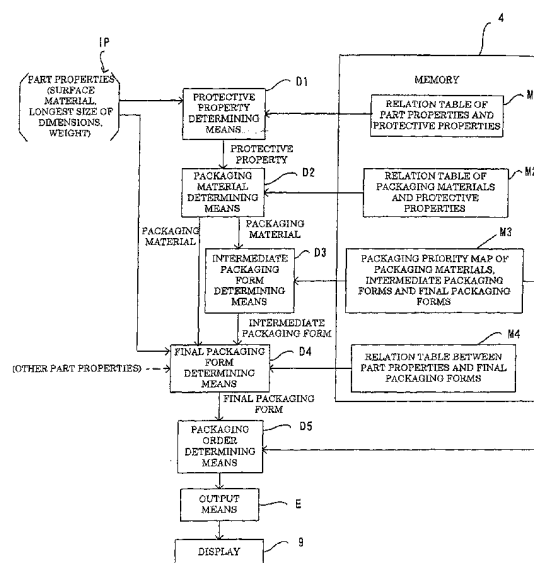 4
IP
(PART PROPERTIES
(SURFACE
MATERIAL,
LONGEST SIZE OF
DIMENSIONS,
WEIGHT))
D1
PROTECTIVE
PROPERTY
DETERMINING
MEANS
MEMORY
M
RELATION TABLE OF
PART PROPERTIES AND
PROTECTIVE PROPERTIES
PROTECTIVE
PROPERTY
D2
PACKAGING
MATERIAL
DETERMINING
MEANS
M2
RELATION TABLE OF
PACKAGING MATERIALS
AND PROTECTIVE
PROPERTIES
PACKAGING
MATERIAL
PACKAGING
MATERIAL
D3
INTERMEDIATE
PACKAGING
FORM
DETERMINING
MEANS
M3
PACKAGING PRIORITY MAP
OF PACKAGING MATERIALS,
INTERMEDIATE PACKAGING
FORMS AND FINAL PACKAGING
FORMS
INTERMEDIATE
PACKAGING FORM
D4
(OTHER PART PROPERTIES)
FINAL PACKAGING
FORM
DETERMINING
MEANS
M4
RELATION TABLE BETWEEN
PART PROPERTIES AND FINAL
PACKAGING FORMS
FINAL PACKAGING
FORM
D5
PACKAGING
ORDER
DETERMINING
MEANS
OUTPUT
MEANS
E
DISPLAY
9